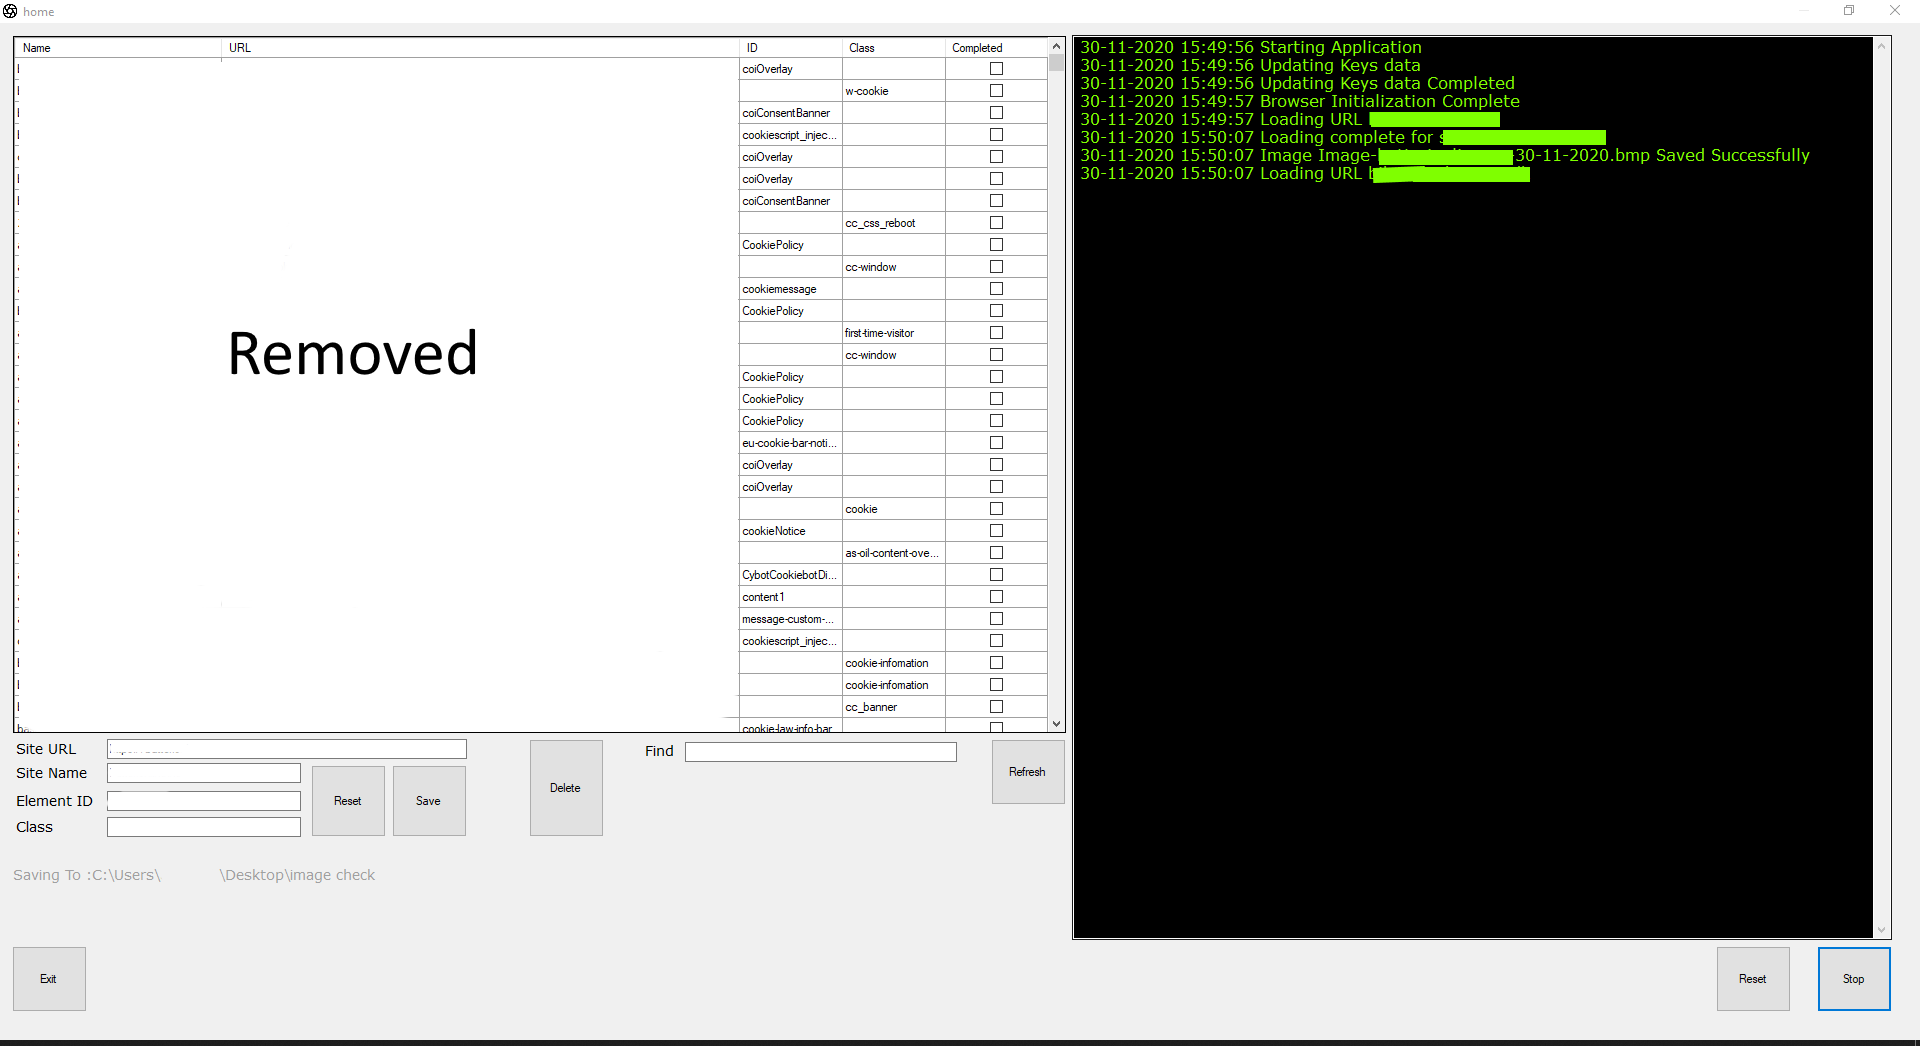 home
Name URL ID Class Completed
coiOverlay
w-cookie
coiConsentBanner
cookiescript_injec...
coiOverlay
coiOverlay
coiConsentBanner
cc_css_reboot
CookiePolicy
cc-window
cookiemessage
CookiePolicy
first-time-visitor
cc-window
CookiePolicy
CookiePolicy
CookiePolicy
eu-cookie-bar-noti...
coiOverlay
coiOverlay
cookie
cookieNotice
as-oil-content-ove...
CybotCookiebotDi...
content1
message-custom-...
cookiescript_injec...
cookie-infomation
cookie-infomation
cc_banner
cookie-law-info-bar
Removed
Site URL
Site Name
Element ID
Class
Reset
Save
Delete
Find
Refresh
Saving To :C:\Users\ \Desktop\image check
Exit
30-11-2020 15:49:56 Starting Application
30-11-2020 15:49:56 Updating Keys data
30-11-2020 15:49:56 Updating Keys data Completed
30-11-2020 15:49:57 Browser Initialization Complete
30-11-2020 15:49:57 Loading URL
30-11-2020 15:50:07 Loading complete for
30-11-2020 15:50:07 Image Image- -30-11-2020.bmp Saved Successfully
30-11-2020 15:50:07 Loading URL
Reset
Stop